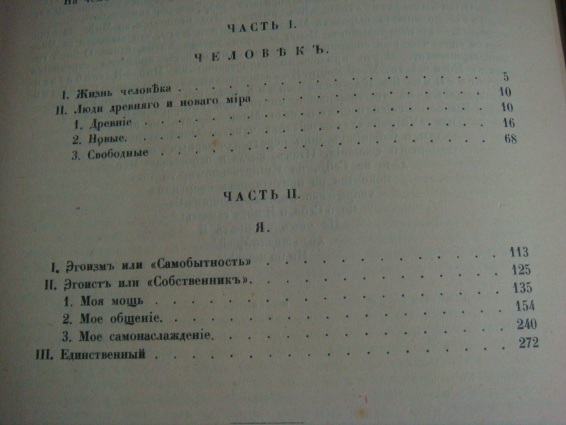 ЧАСТЬ I.
ЧЕЛОВѢКЪ.
I. Жизнь человѣка . . . . . . . . . . . . . . . . 5
II. Люди древняго и новаго міра . . . . . . . . . . . . 10
1. Древніе . . . . . . . . . . . . . . . . . . 10
2. Новые. . . . . . . . . . . . . . . . . . . 16
3. Свободные . . . . . . . . . . . . . . . . . 68
ЧАСТЬ II.
Я.
I. Эгоизмъ или «Самобытность» . . . . . . . . . . . . 113
II. Эгоист или «Собственникъ». . . . . . . . . . . . . 125
1. Моя мощь . . . . . . . . . . . . . . . . . 135
2. Мое общеніе. . . . . . . . . . . . . . . . . 154
3. Мое самонаслажденіе. . . . . . . . . . . . . . 240
III. Единственный . . . . . . . . . . . . . . . . . 272